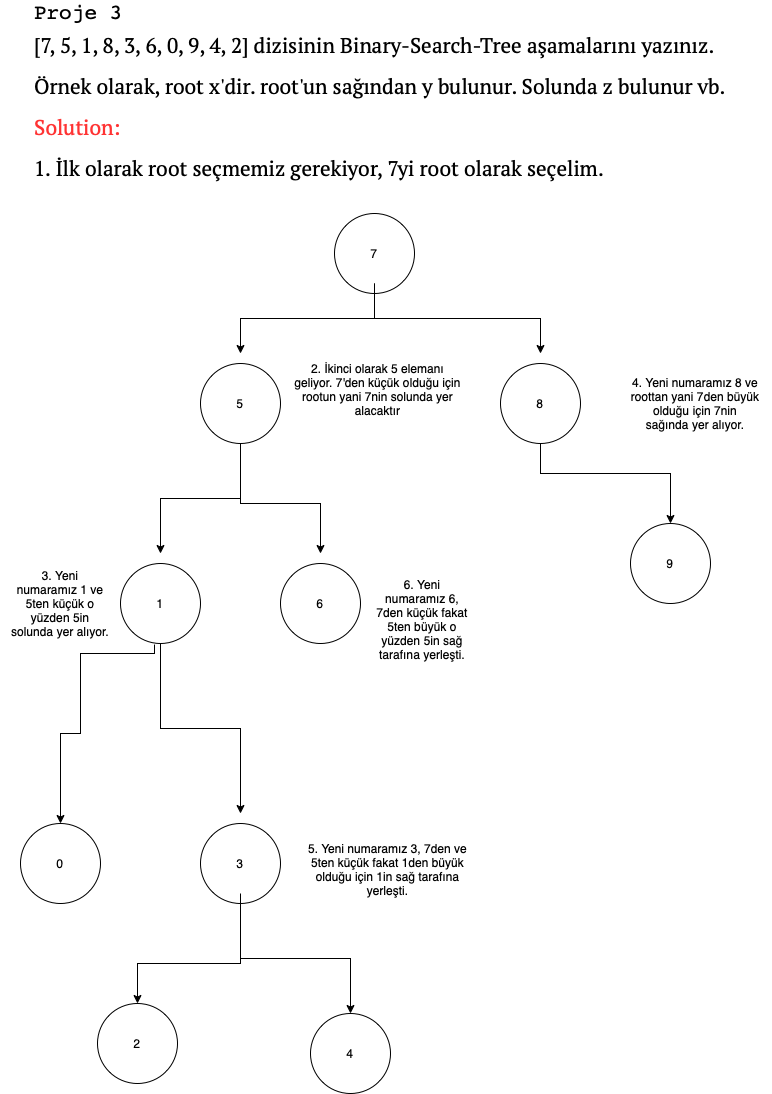 Proje 3
[7, 5, 1, 8, 3, 6, 0, 9, 4, 2] dizisinin Binary-Search-Tree aşamalarını yazınız.
Örnek olarak, root x'dir. root'un sağından y bulunur. Solunda z bulunur vb.
Solution:
1. İlk olarak root seçmemiz gerekiyor, 7yi root olarak seçelim.
7
5
2. İkinci olarak 5 elemanı
geliyor. 7'den küçük olduğu için
rootun yani 7nin solunda yer
alacaktır
8
4. Yeni numaramız 8 ve
roottan yani 7den büyük
olduğu için 7nin
sağında yer alıyor.
9
3. Yeni
numaramız 1 ve
5ten küçük o
yüzden 5in
solunda yer alıyor.
1
6
6. Yeni
numaramız 6,
7den küçük fakat
5ten büyük o
yüzden 5in sağ
tarafına yerleşti.
0
3
5. Yeni numaramız 3, 7den ve
5ten küçük fakat 1den büyük
olduğu için 1in sağ tarafına
yerleşti.
2
4